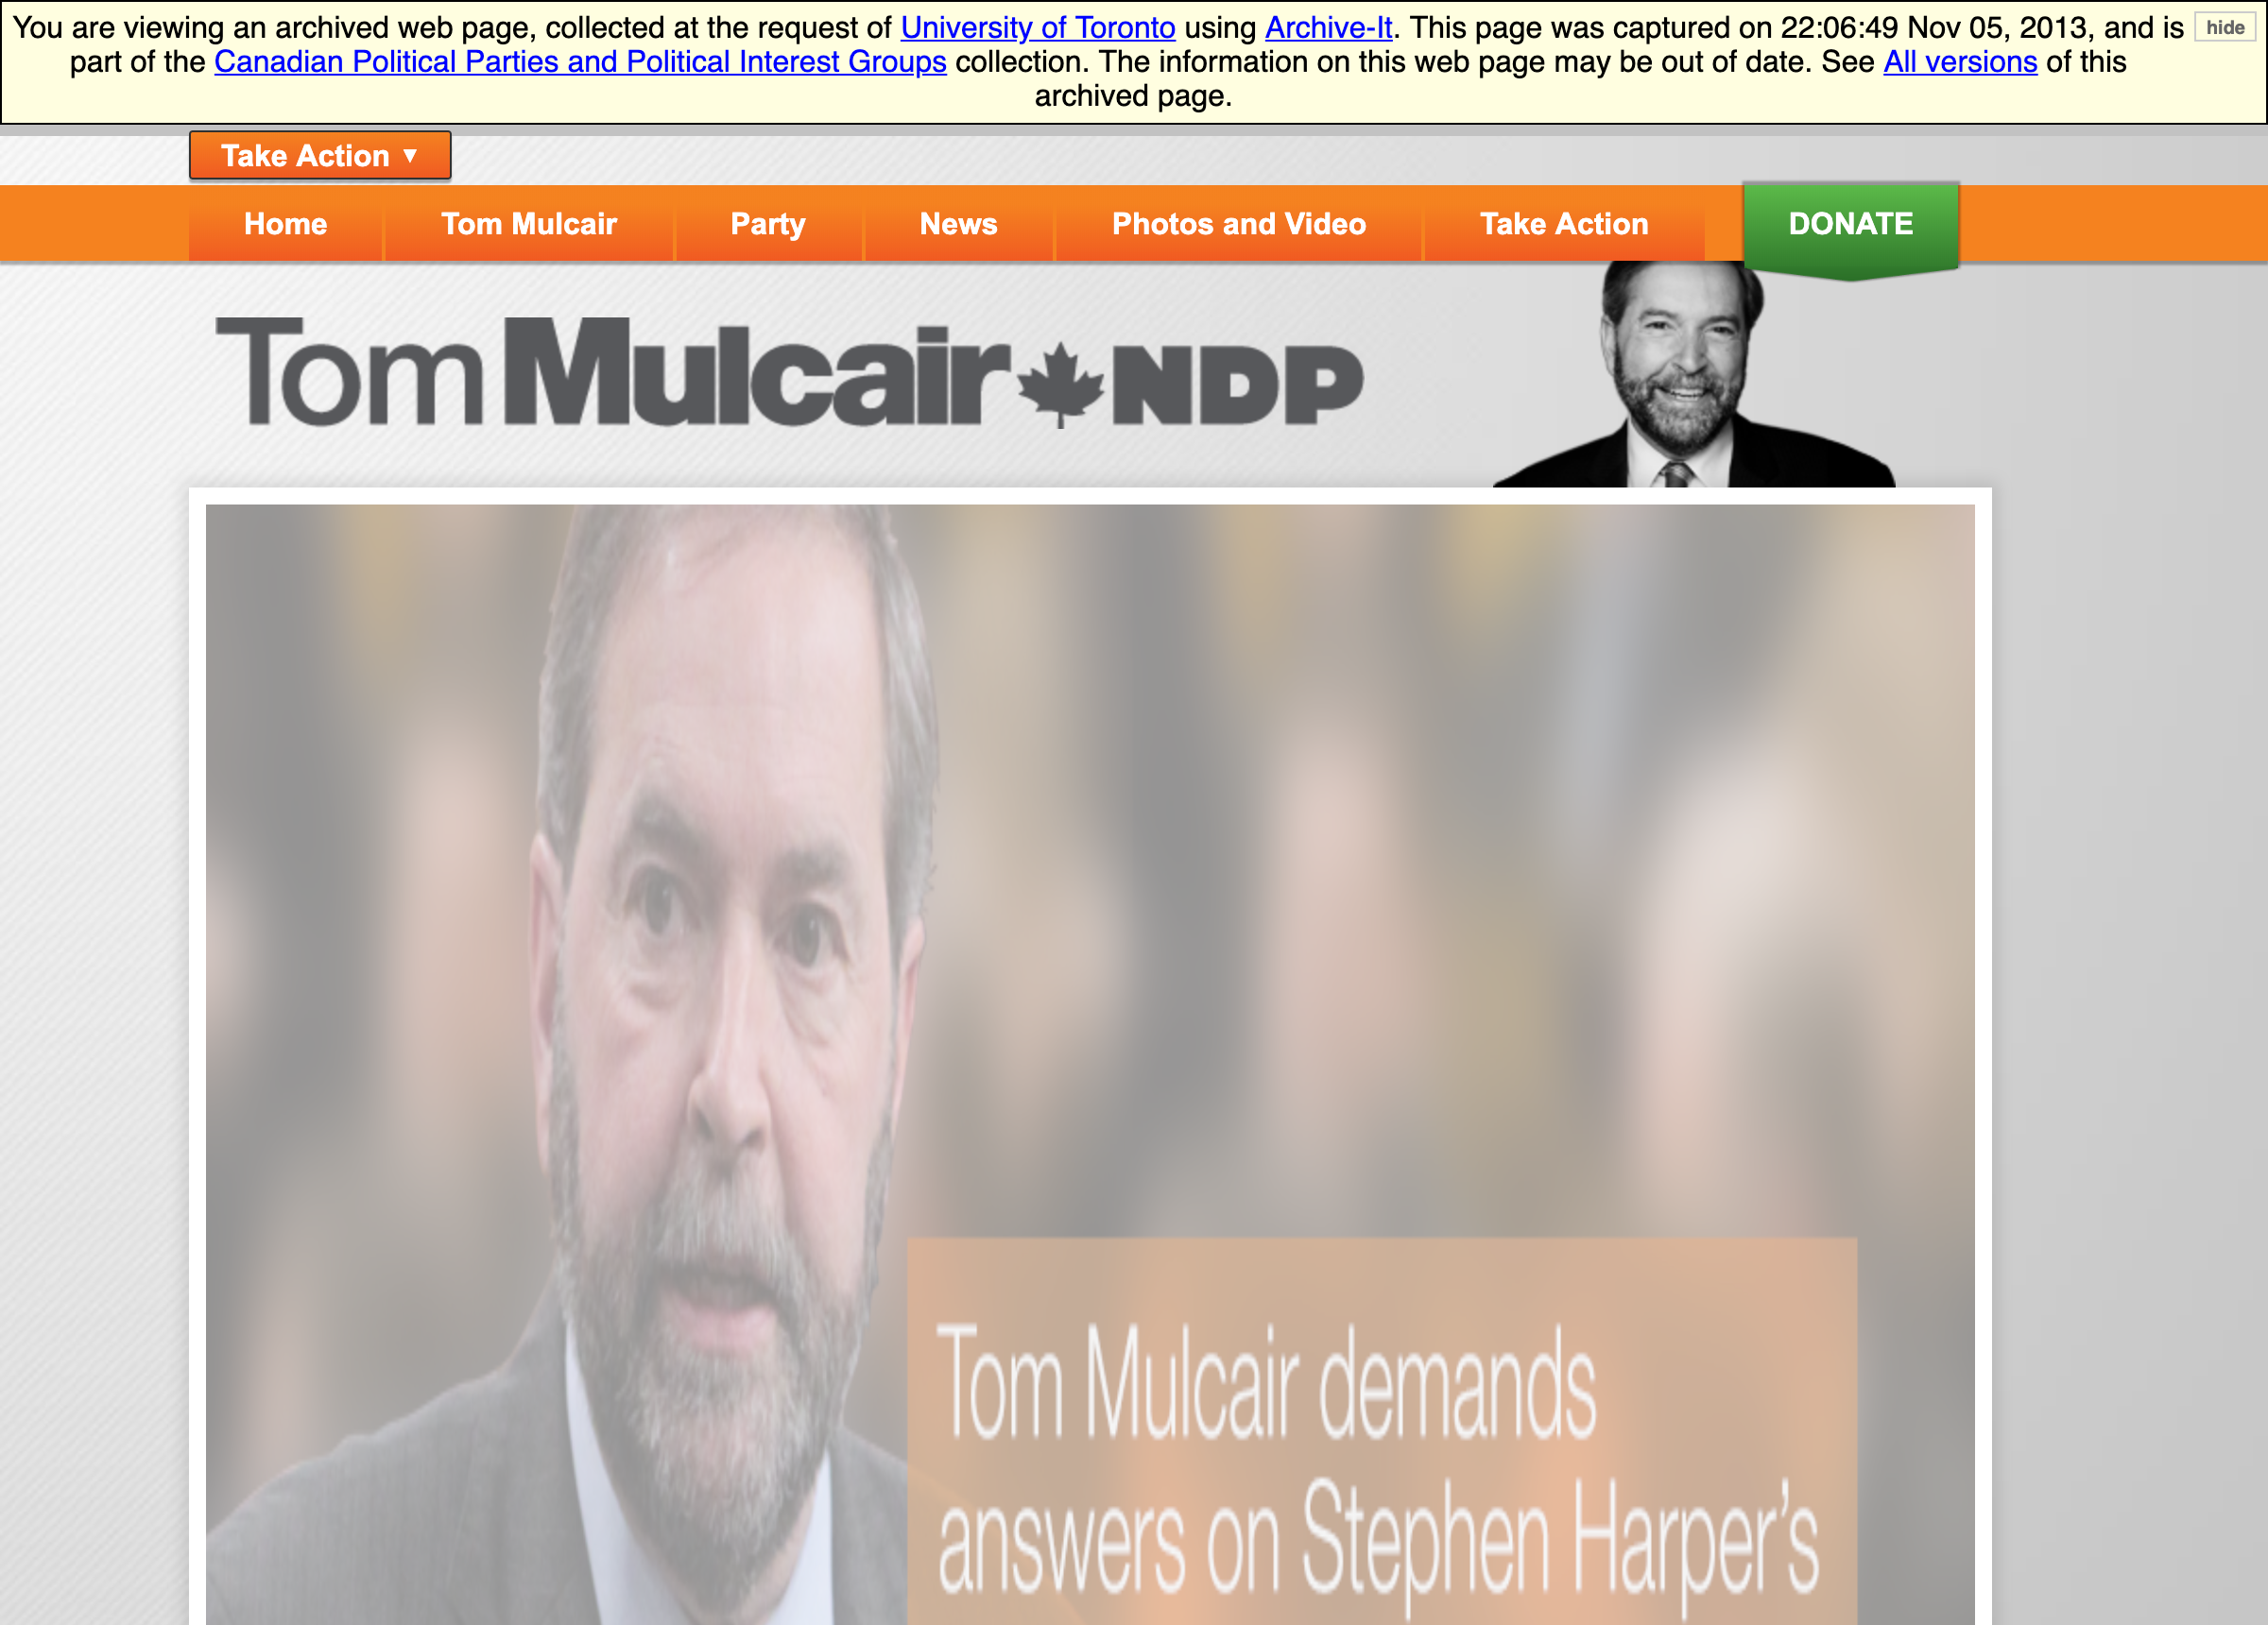 You are viewing an archived web page, collected at the request of University of Toronto using Archive-It. This page was captured on 22:06:49 Nov 05, 2013, and is
hide
part of the Canadian Political Parties and Political Interest Groups collection. The information on this web page may be out of date. See All versions of this
archived page.
Take Action ▼
Home Tom Mulcair Party News Photos and Video Take Action DONATE
Tom Mulcair NDP
Tom Mulcair demands
answers on Stephen Harper's